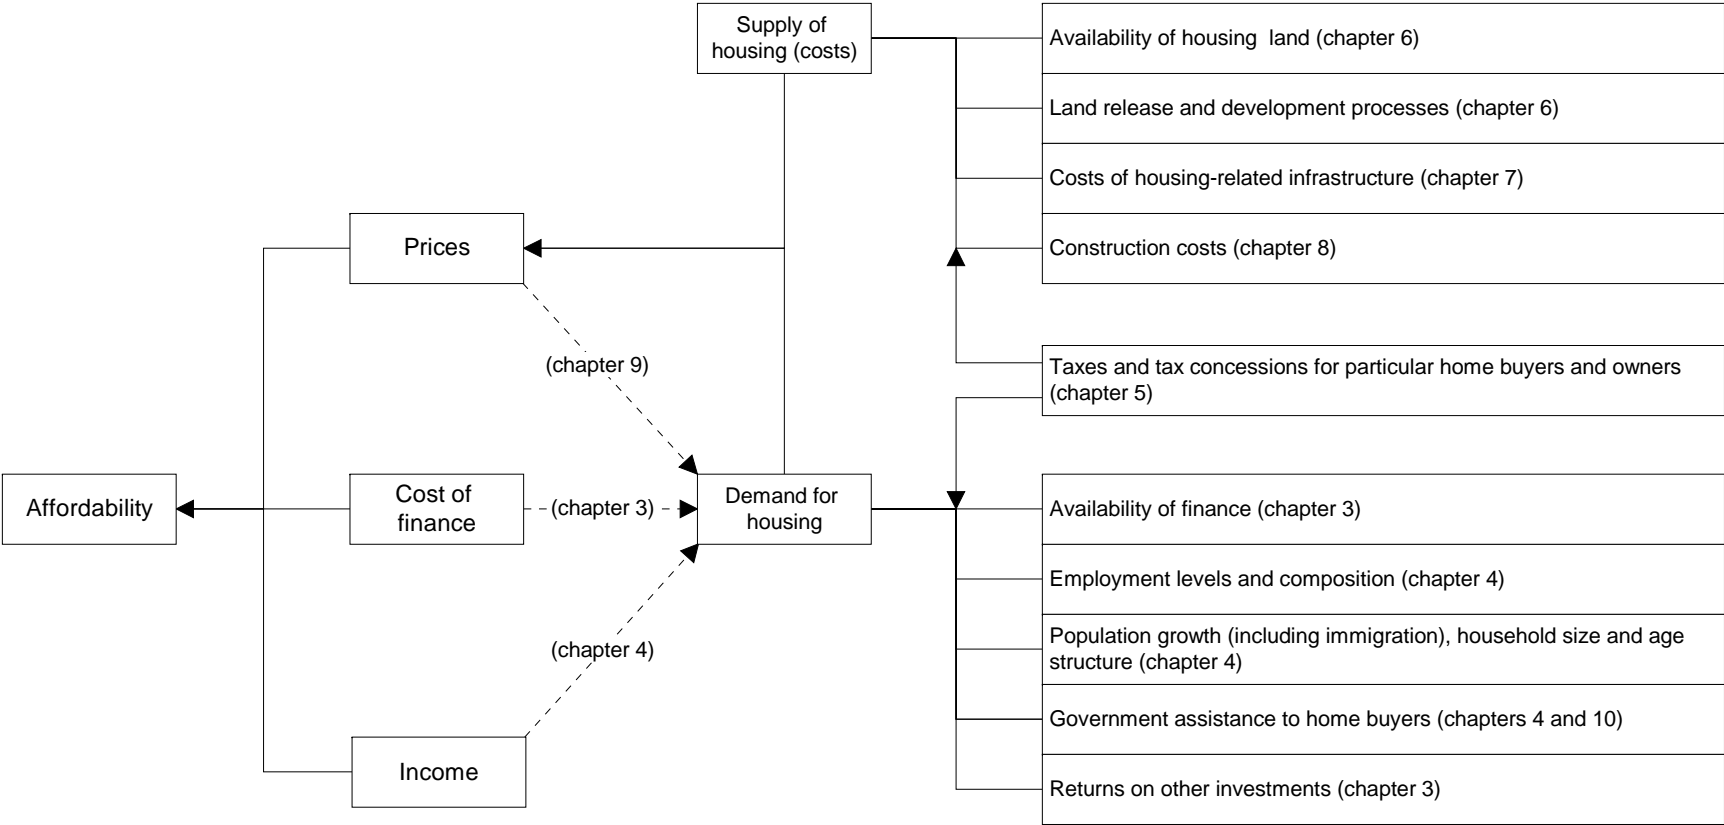 Supply of
housing (costs)
Availability of housing  land (chapter 6)
Land release and development processes (chapter 6)
Costs of housing-related infrastructure (chapter 7)
Prices
Construction costs (chapter 8)
(chapter 9)
Taxes and tax concessions for particular home buyers and owners
(chapter 5)
Affordability
Cost of
finance
(chapter 3)
Demand for
housing
Availability of finance (chapter 3)
Employment levels and composition (chapter 4)
(chapter 4)
Population growth (including immigration), household size and age
structure (chapter 4)
Government assistance to home buyers (chapters 4 and 10)
Income
Returns on other investments (chapter 3)